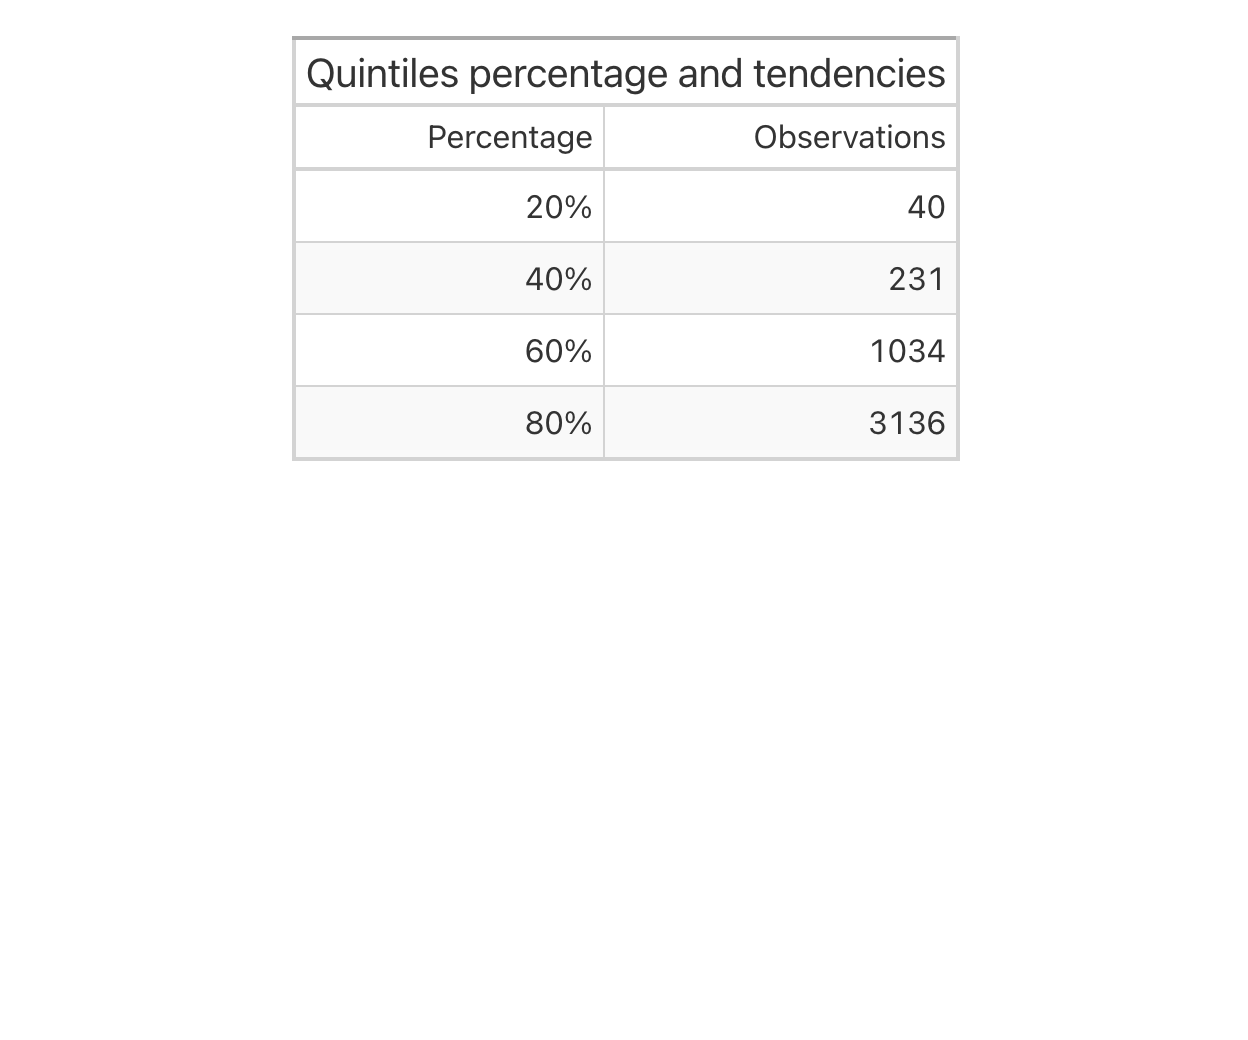 Quintiles percentage and tendencies
Percentage Observations
20% 40
40% 231
60% 1034
80% 3136